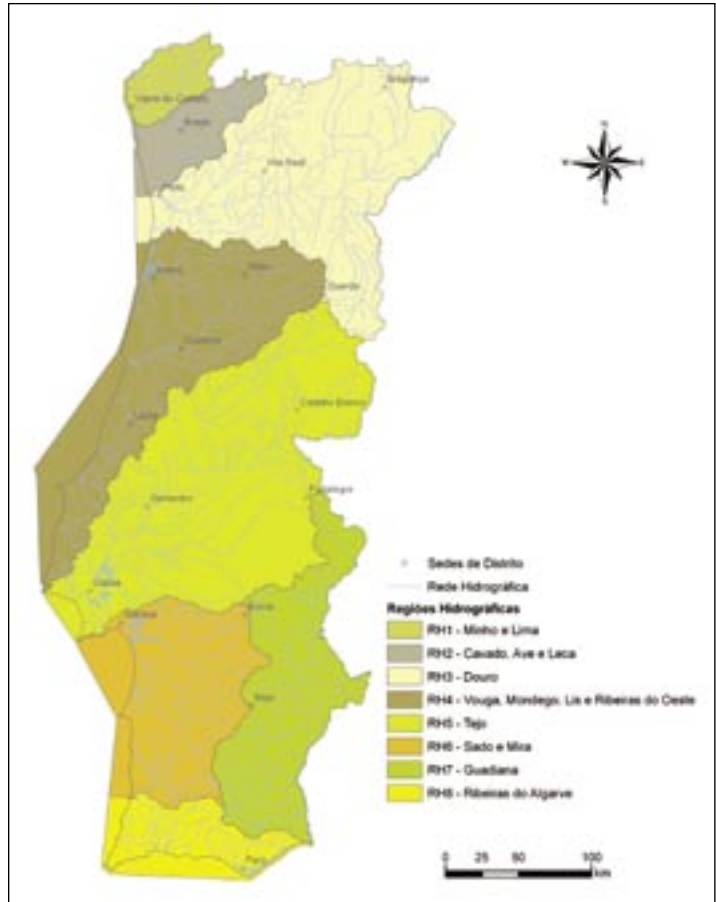 Bragança
Viana do Castelo
Braga
Vila Real
Porto
Aveiro
Viseu
Guarda
Coimbra
Castelo Branco
Leiria
Portalegre
Santarém
Lisboa
Setúbal
Évora
Beja
Faro
N
W E
S
Sedes de Distrito
Rede Hidrográfica
Regiões Hidrográficas
RH1 - Minho e Lima
RH2 - Cavado, Ave e Leca
RH3 - Douro
RH4 - Vouga, Mondego, Lis e Ribeiras do Oeste
RH5 - Tejo
RH6 - Sado e Mira
RH7 - Guadiana
RH8 - Ribeiras do Algarve
0 25 50 100
km